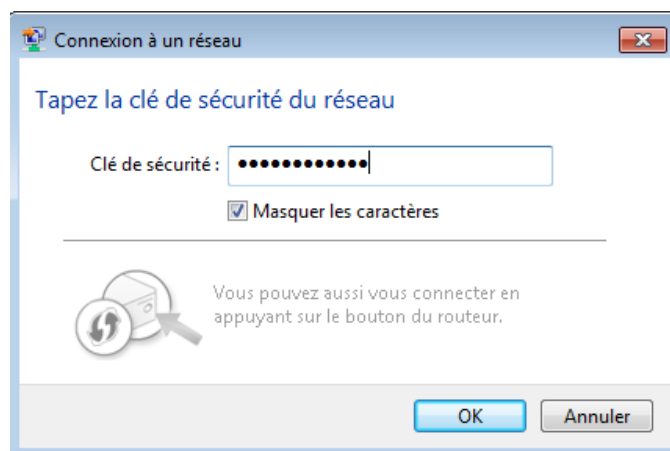 Connexion à un réseau
Tapez la clé de sécurité du réseau
Clé de sécurité : ••••••••••••
Masquer les caractères
Vous pouvez aussi vous connecter en
appuyant sur le bouton du routeur.
OK
Annuler